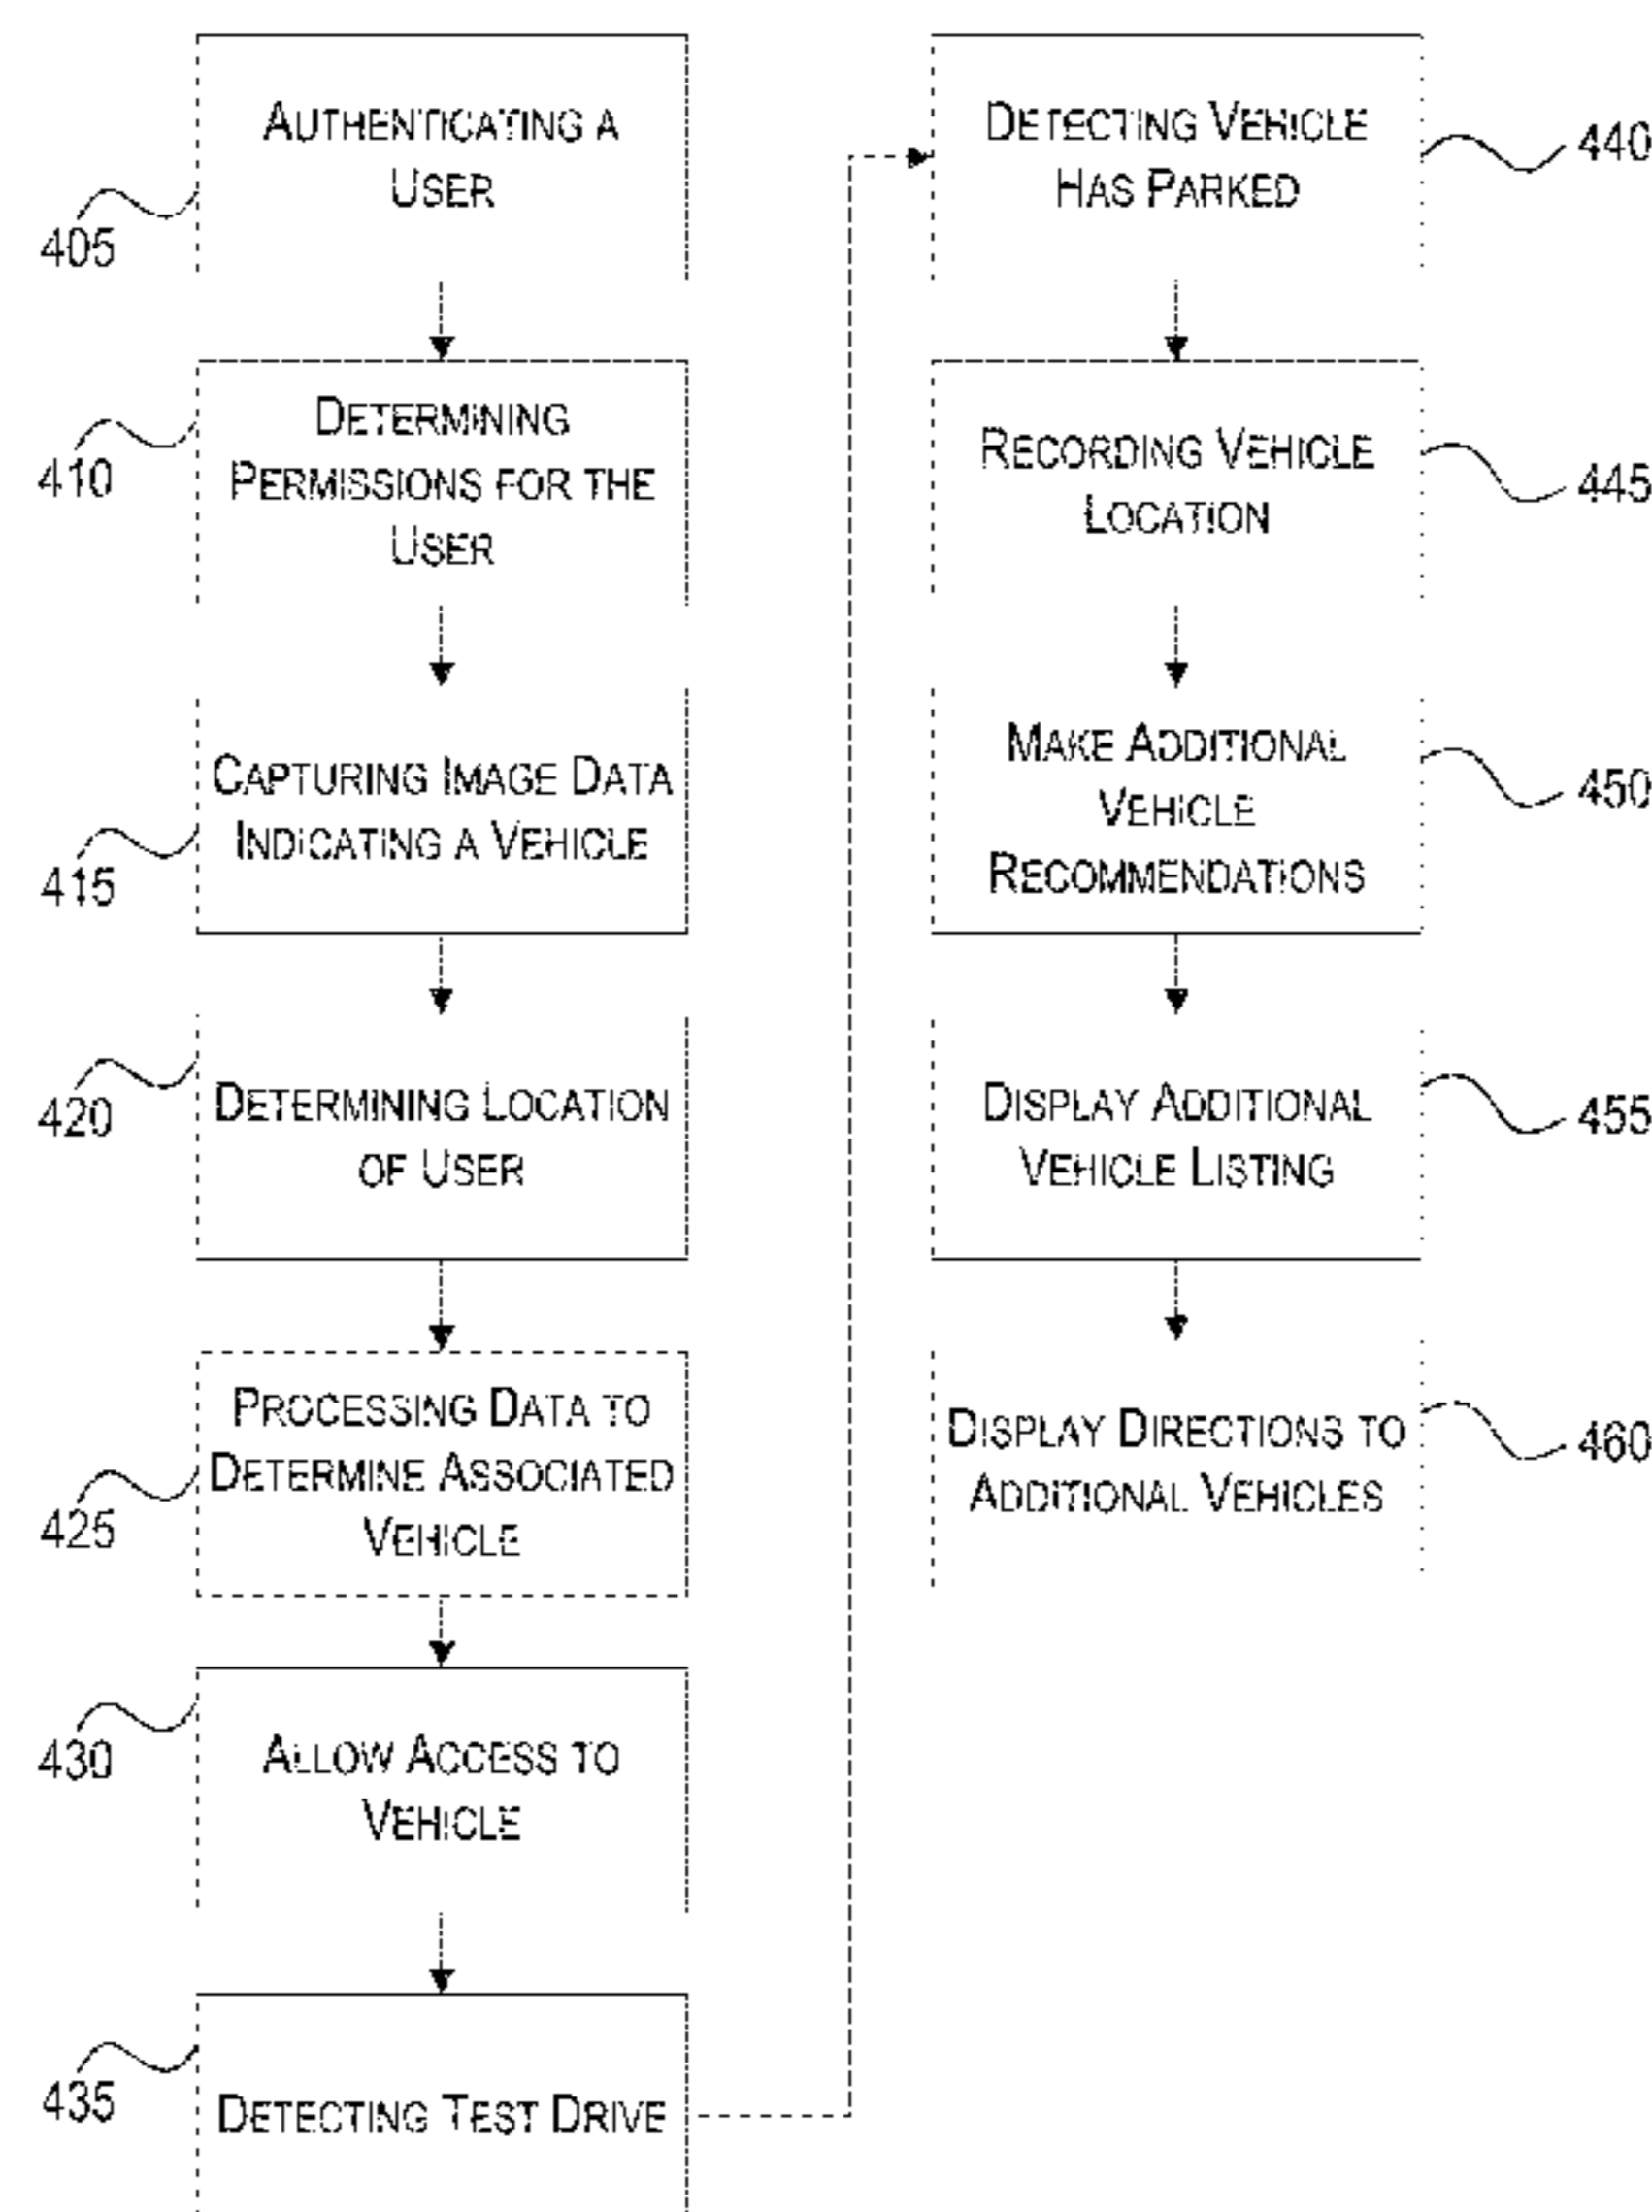 AUTHENTICATING A
USER
405
DETERMINING
PERMISSIONS FOR THE
USER
410
CAPTURING IMAGE DATA
INDICATING A VEHICLE
415
DETERMINING LOCATION
OF USER
420
PROCESSING DATA TO
DETERMINE ASSOCIATED
VEHICLE
425
ALLOW ACCESS TO
VEHICLE
430
DETECTING TEST DRIVE
435
DETECTING VEHICLE
HAS PARKED
440
RECORDING VEHICLE
LOCATION
445
MAKE ADDITIONAL
VEHICLE
RECOMMENDATIONS
450
DISPLAY ADDITIONAL
VEHICLE LISTING
455
DISPLAY DIRECTIONS TO
ADDITIONAL VEHICLES
460